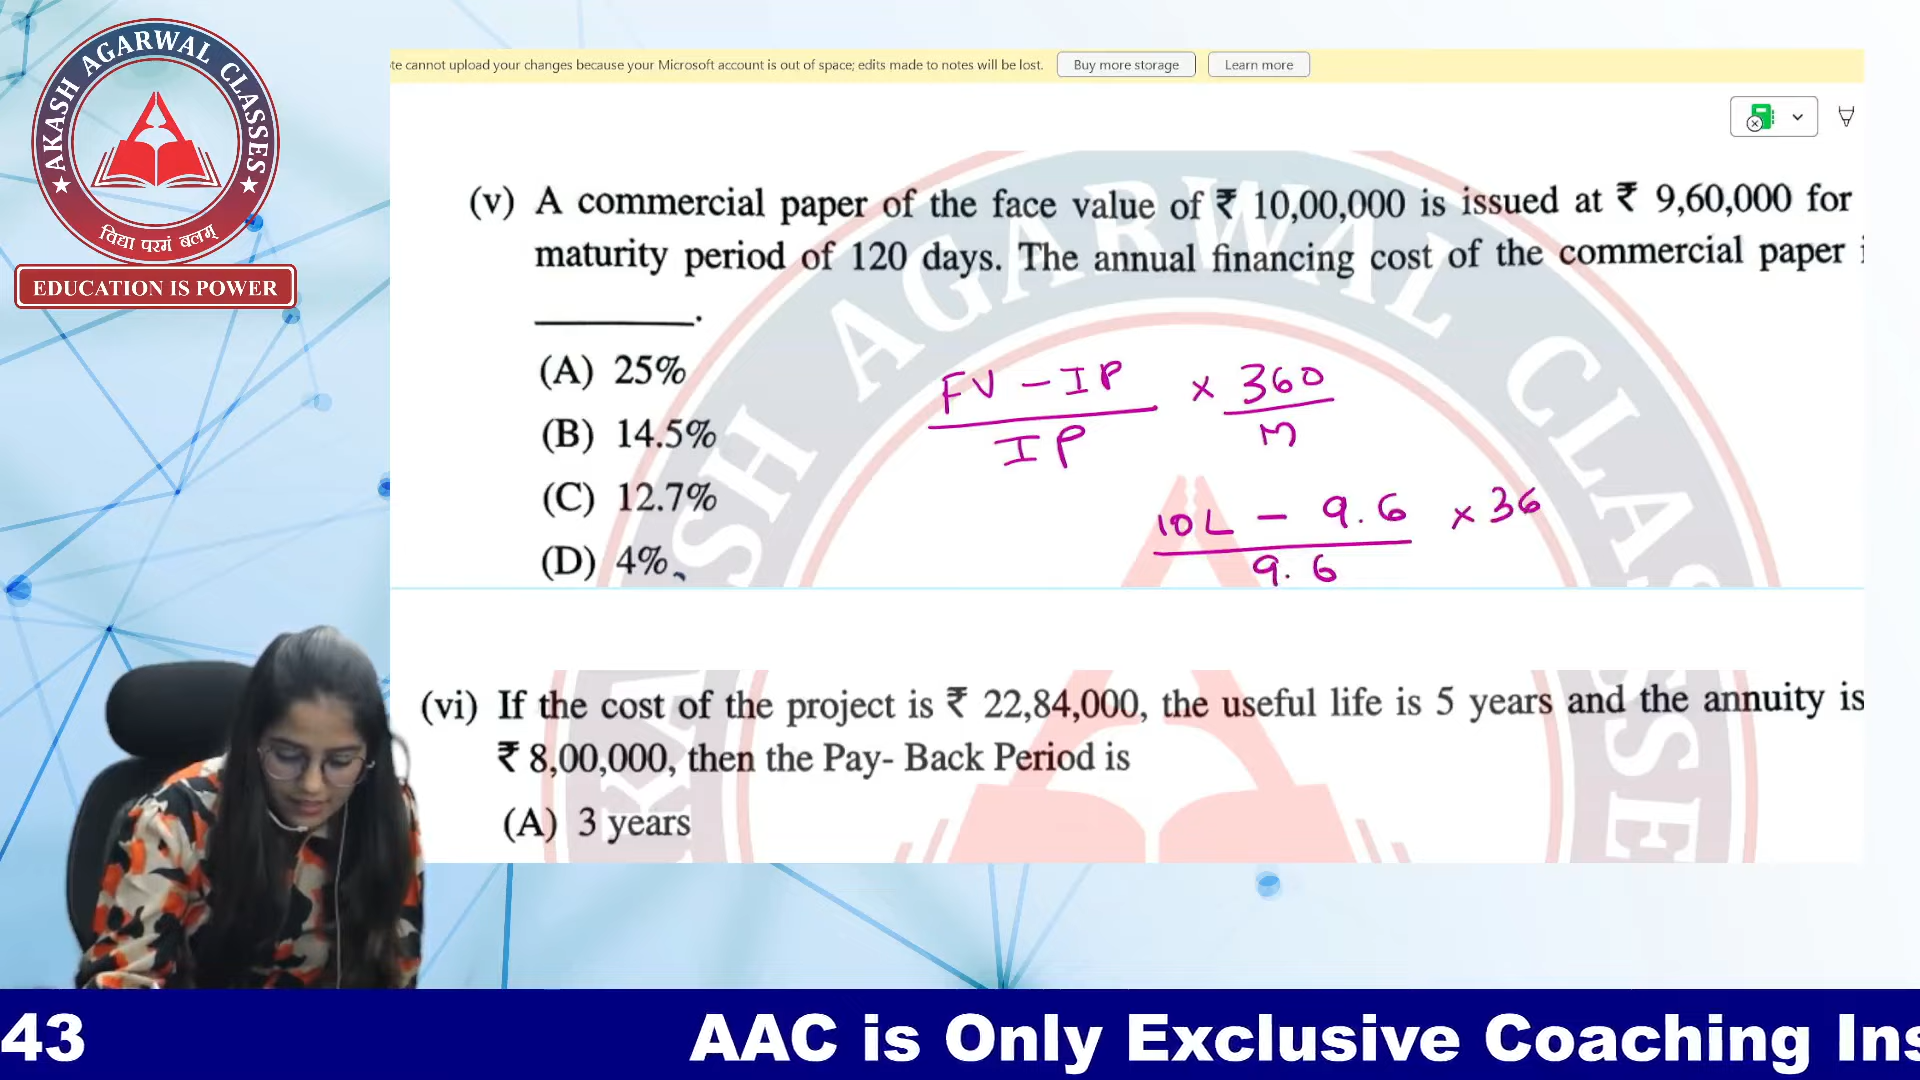 AKASH AGARWAL CLASSES
विद्या परमं बलम्
EDUCATION IS POWER
te cannot upload your changes because your Microsoft account is out of space; edits made to notes will be lost. Buy more storage Learn more
(v) A commercial paper of the face value of ₹ 10,00,000 is issued at ₹ 9,60,000 for
maturity period of 120 days. The annual financing cost of the commercial paper i
________.
(A) 25%
(B) 14.5%
(C) 12.7%
(D) 4%
FV - IP × 360
IP M
10L - 9.6 × 36
9.6
(vi) If the cost of the project is ₹ 22,84,000, the useful life is 5 years and the annuity is
₹ 8,00,000, then the Pay- Back Period is
(A) 3 years
AKASH AGARWAL CLASSES
43 AAC is Only Exclusive Coaching Ins